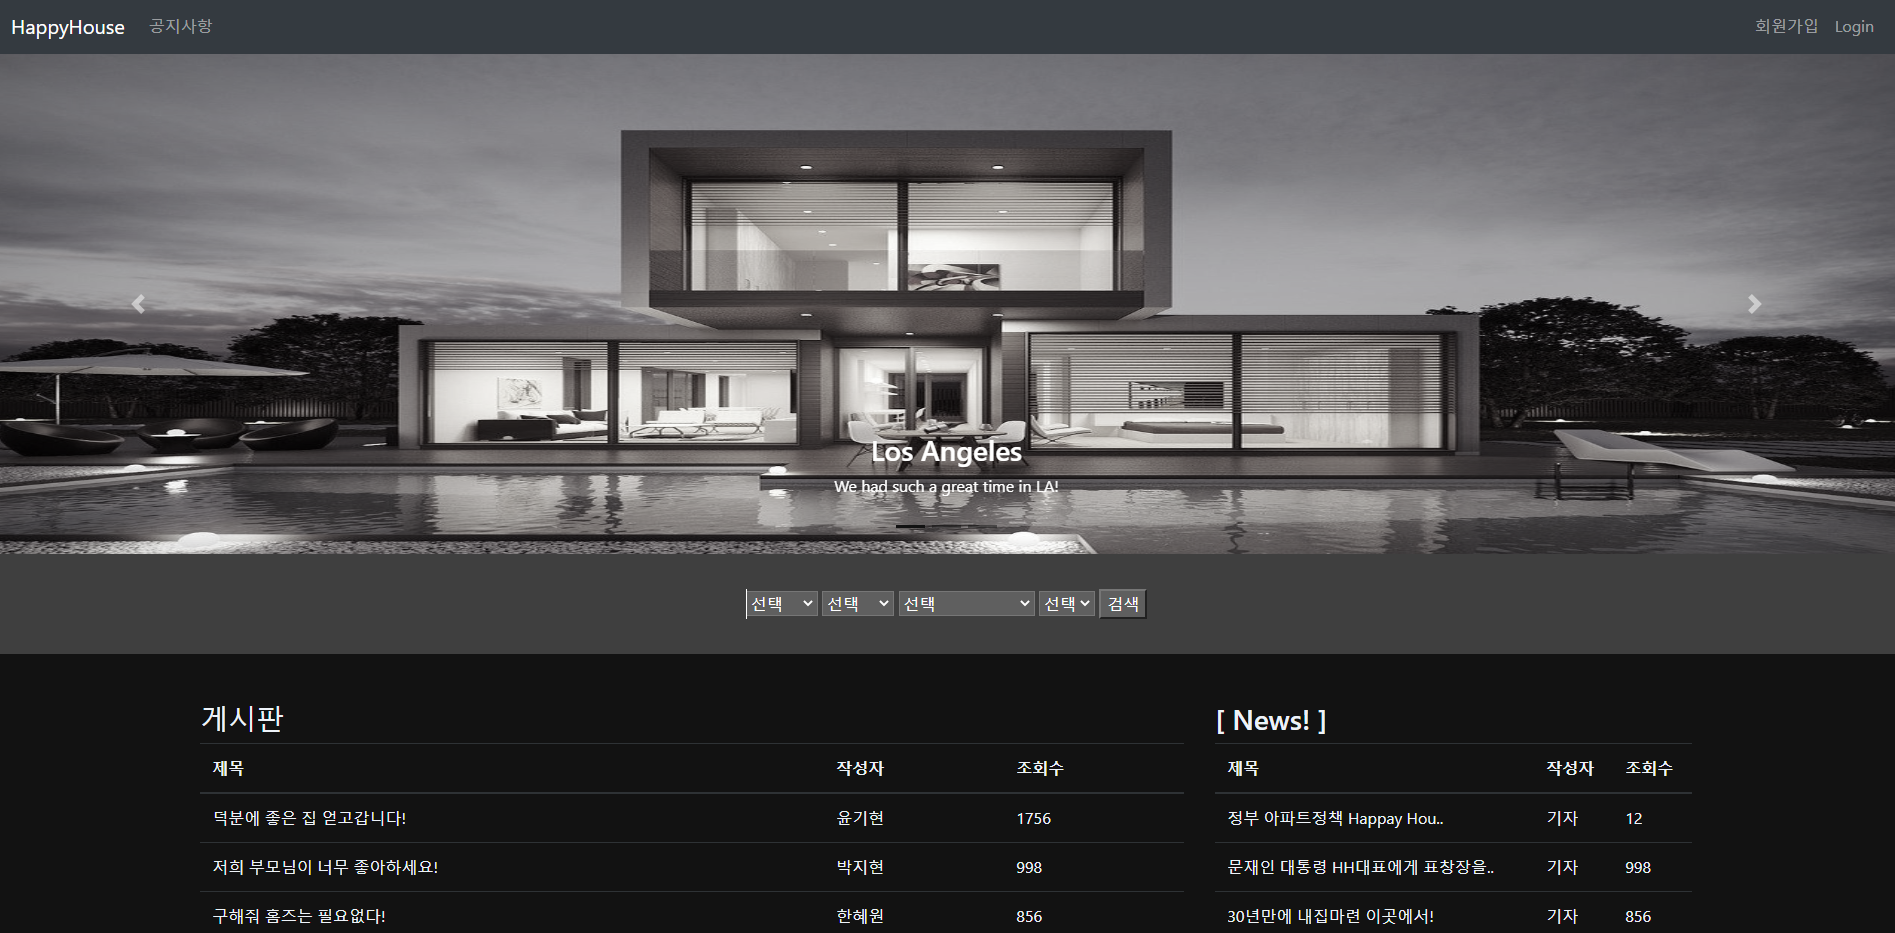 HappyHouse 공지사항 회원가입 Login
Los Angeles
We had such a great time in LA!
선택 선택 선택 선택 검색
게시판
제목 작성자 조회수
덕분에 좋은 집 얻고갑니다! 윤기현 1756
저희 부모님이 너무 좋아하세요! 박지현 998
구해줘 홈즈는 필요없다! 한혜원 856
[ News! ]
제목 작성자 조회수
정부 아파트정책 Happay Hou.. 기자 12
문재인 대통령 HH대표에게 표창장을.. 기자 998
30년만에 내집마련 이곳에서! 기자 856